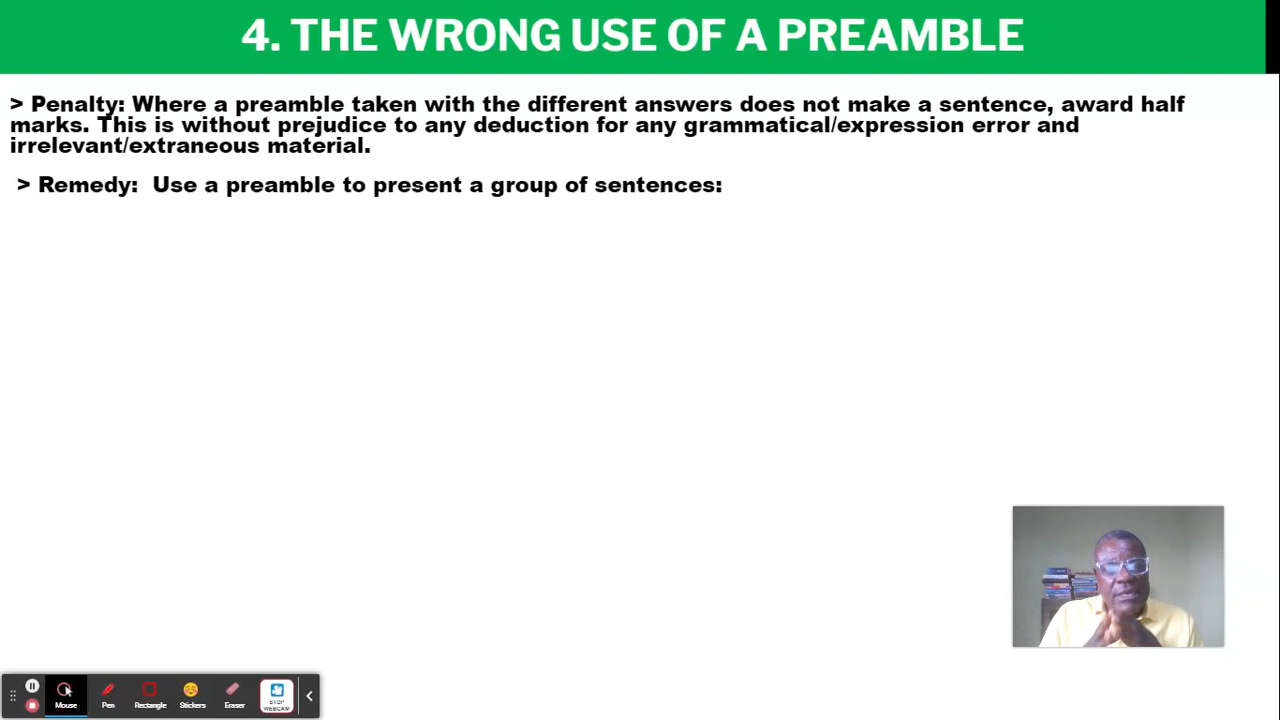 4. THE WRONG USE OF A PREAMBLE
> Penalty: Where a preamble taken with the different answers does not make a sentence, award half
marks. This is without prejudice to any deduction for any grammatical/expression error and
irrelevant/extraneous material.
> Remedy: Use a preamble to present a group of sentences:
Mouse Pen Rectangle Stickers Eraser STOP WEBCAM